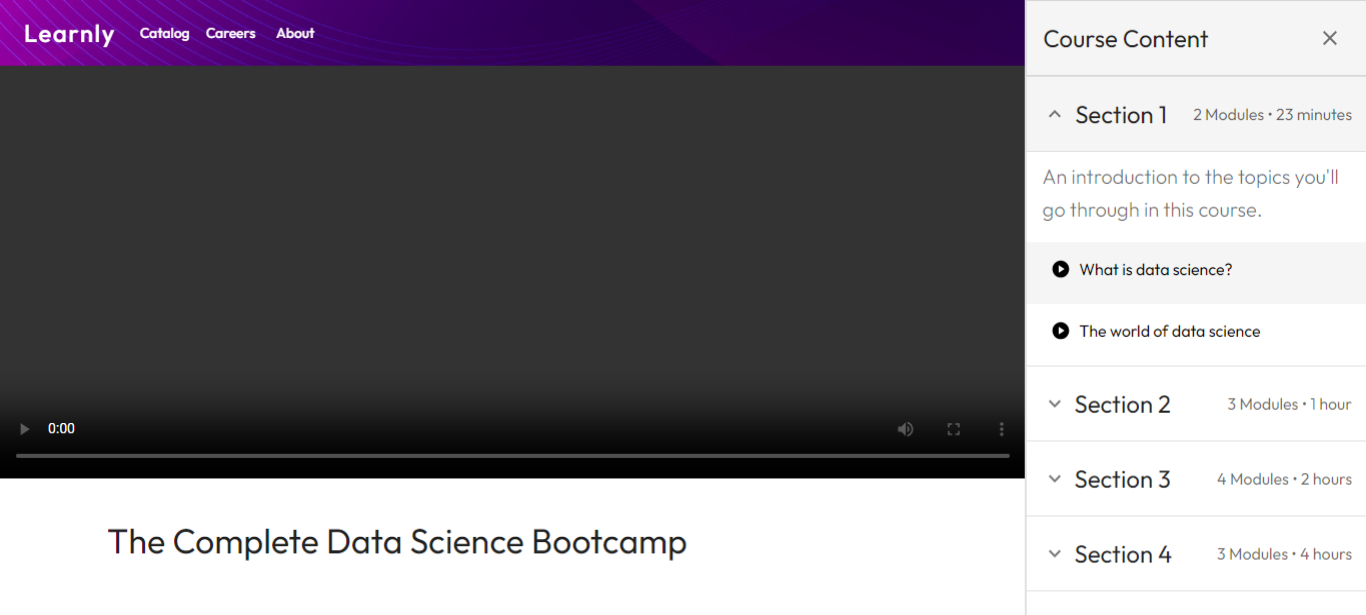 Learnly Catalog Careers About
Course Content
Section 1 2 Modules • 23 minutes
An introduction to the topics you'll
go through in this course.
What is data science?
The world of data science
Section 2 3 Modules • 1 hour
Section 3 4 Modules • 2 hours
Section 4 3 Modules • 4 hours
0:00
The Complete Data Science Bootcamp